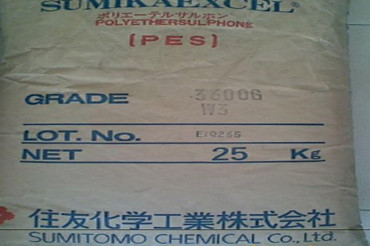 SUMIKAEXCEL®
ポリエーテルサルホン
POLYETHERSULPHONE
(PES)
GRADE 3600G
W3
LOT. No. E10265
NET 25 Kg
住友化学工業株式会社
SUMITOMO CHEMICAL Co., Ltd.